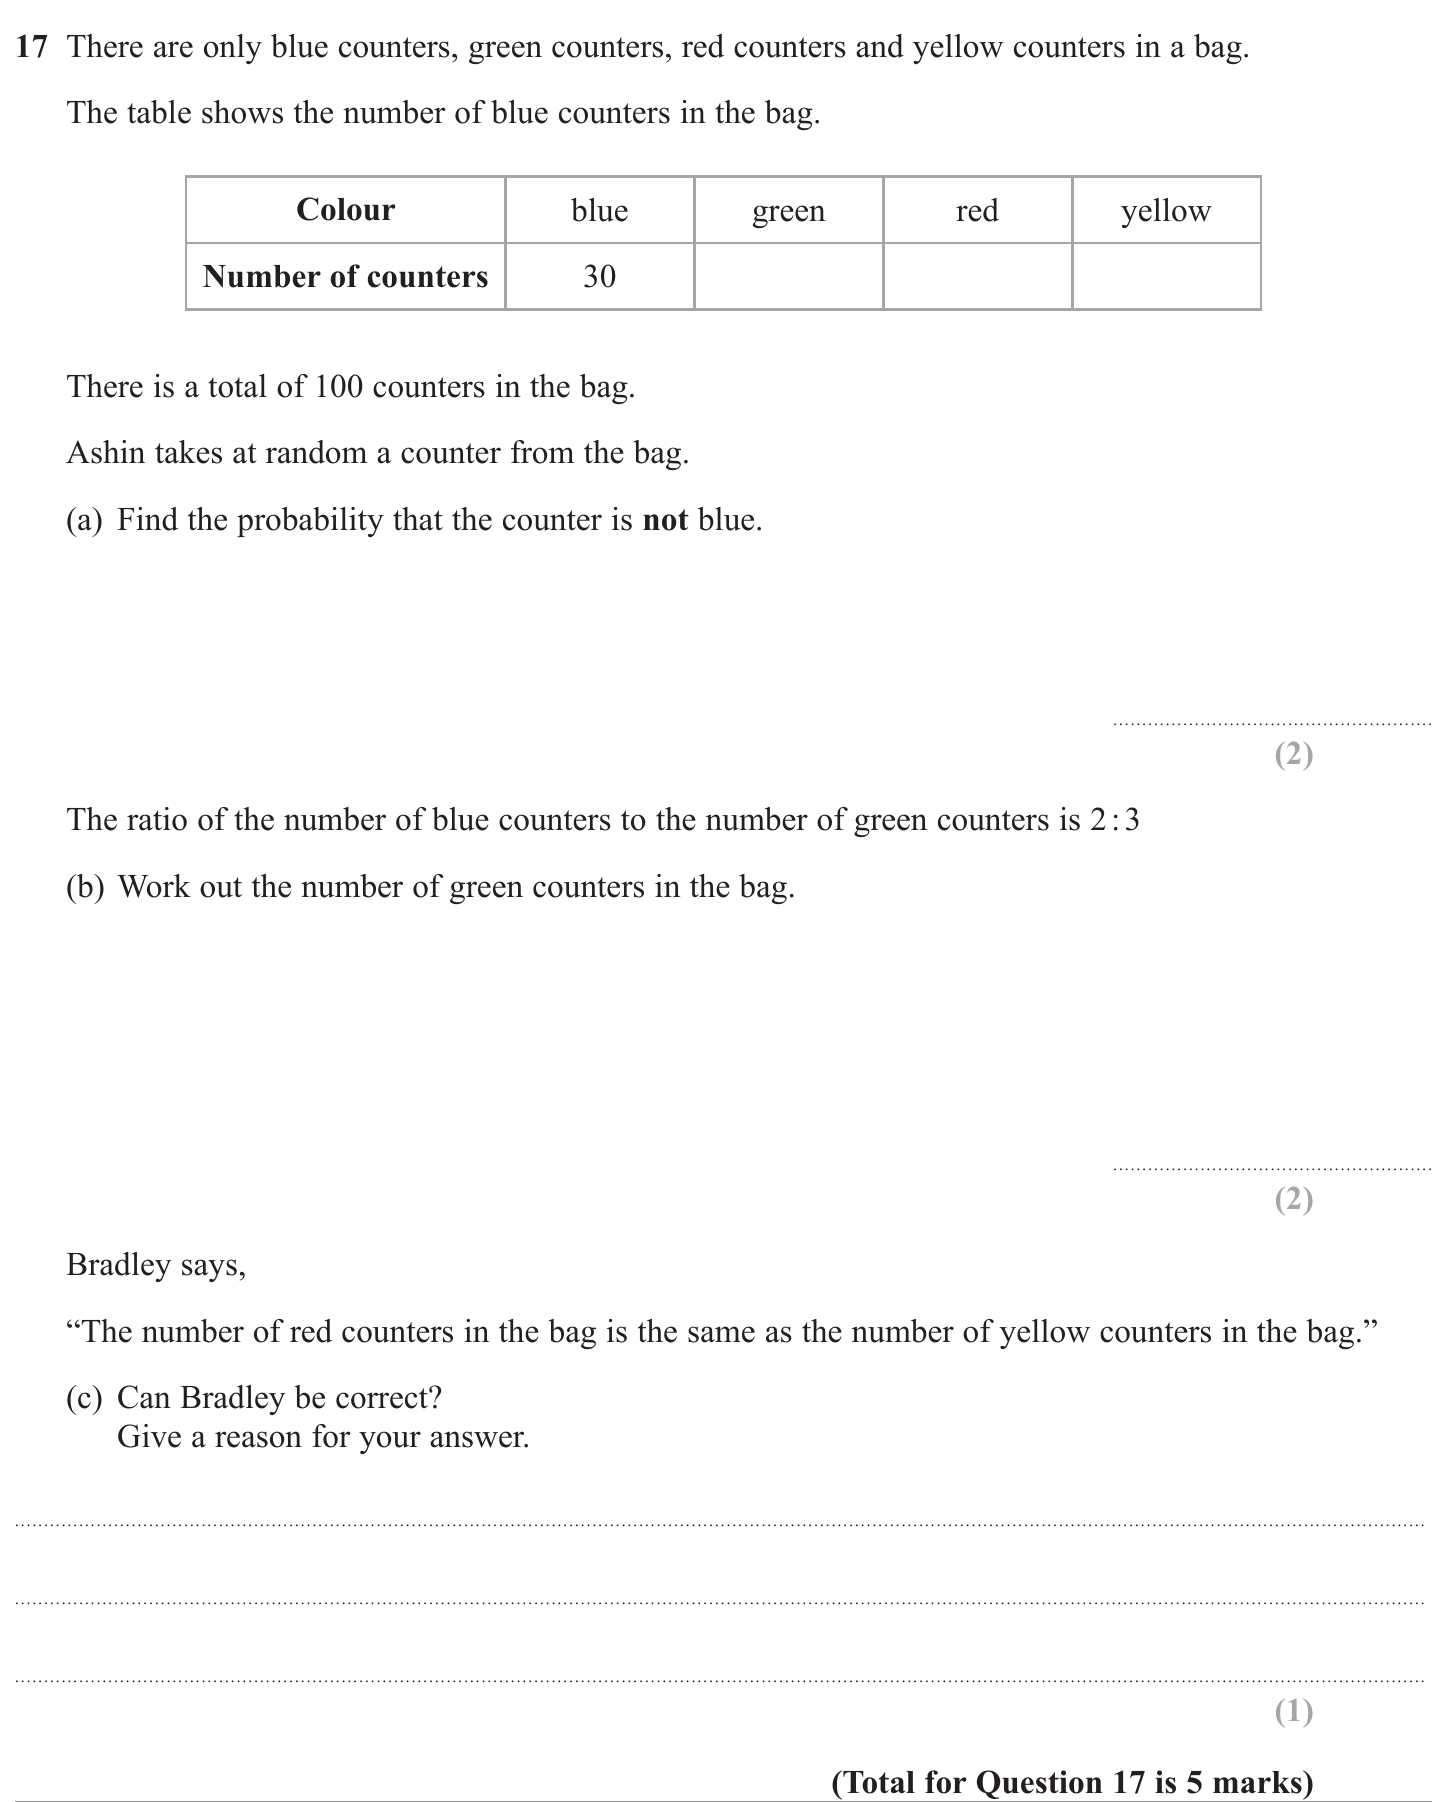 17 There are only blue counters, green counters, red counters and yellow counters in a bag.
The table shows the number of blue counters in the bag.
Colour blue green red yellow
Number of counters 30
There is a total of 100 counters in the bag.
Ashin takes at random a counter from the bag.
(a) Find the probability that the counter is not blue.
(2)
The ratio of the number of blue counters to the number of green counters is 2:3
(b) Work out the number of green counters in the bag.
(2)
Bradley says,
“The number of red counters in the bag is the same as the number of yellow counters in the bag.”
(c) Can Bradley be correct?
Give a reason for your answer.
(1)
(Total for Question 17 is 5 marks)